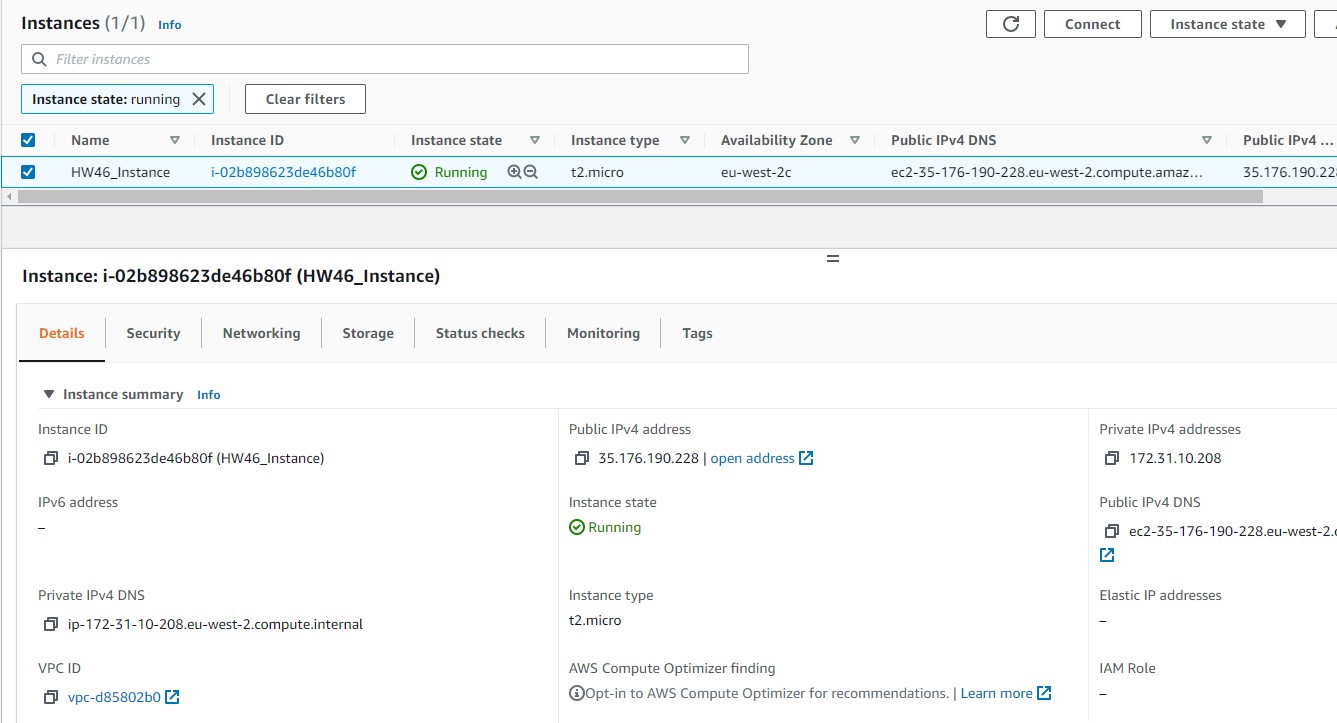 Instances (1/1) Info
Connect
Instance state
Filter instances
Instance state: running
Clear filters
Name Instance ID Instance state Instance type Availability Zone Public IPv4 DNS Public IPv4 ...
HW46_Instance i-02b898623de46b80f Running t2.micro eu-west-2c ec2-35-176-190-228.eu-west-2.compute.amaz... 35.176.190.228
Instance: i-02b898623de46b80f (HW46_Instance)
Details Security Networking Storage Status checks Monitoring Tags
Instance summary Info
Instance ID Public IPv4 address Private IPv4 addresses
i-02b898623de46b80f (HW46_Instance) 35.176.190.228 | open address 172.31.10.208
IPv6 address Instance state Public IPv4 DNS
– Running ec2-35-176-190-228.eu-west-2.c
Private IPv4 DNS Instance type Elastic IP addresses
ip-172-31-10-208.eu-west-2.compute.internal t2.micro –
VPC ID AWS Compute Optimizer finding IAM Role
vpc-d85802b0 Opt-in to AWS Compute Optimizer for recommendations. | Learn more –